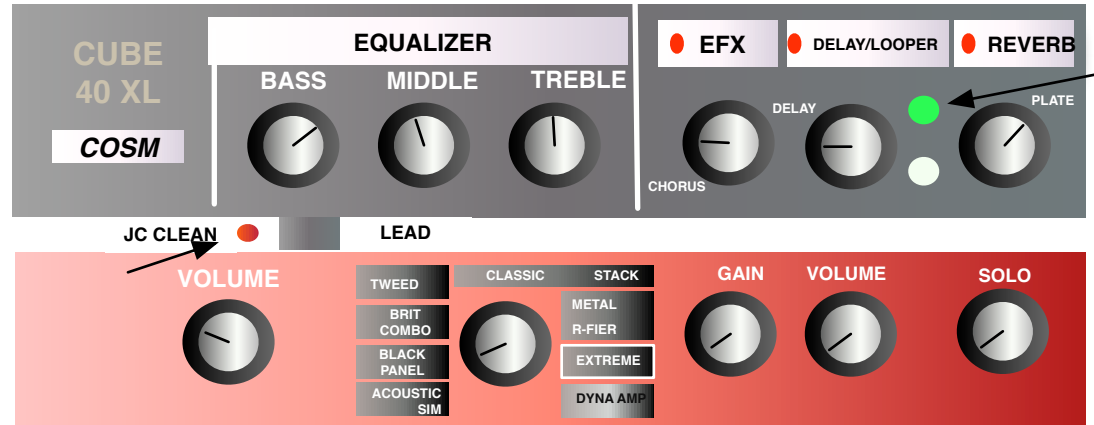 CUBE
40 XL
COSM
EQUALIZER
BASS MIDDLE TREBLE
EFX DELAY/LOOPER REVERB
DELAY PLATE
CHORUS
JC CLEAN LEAD
VOLUME
TWEED
BRIT
COMBO
BLACK
PANEL
ACOUSTIC
SIM
CLASSIC STACK
METAL
R-FIER
EXTREME
DYNA AMP
GAIN VOLUME SOLO